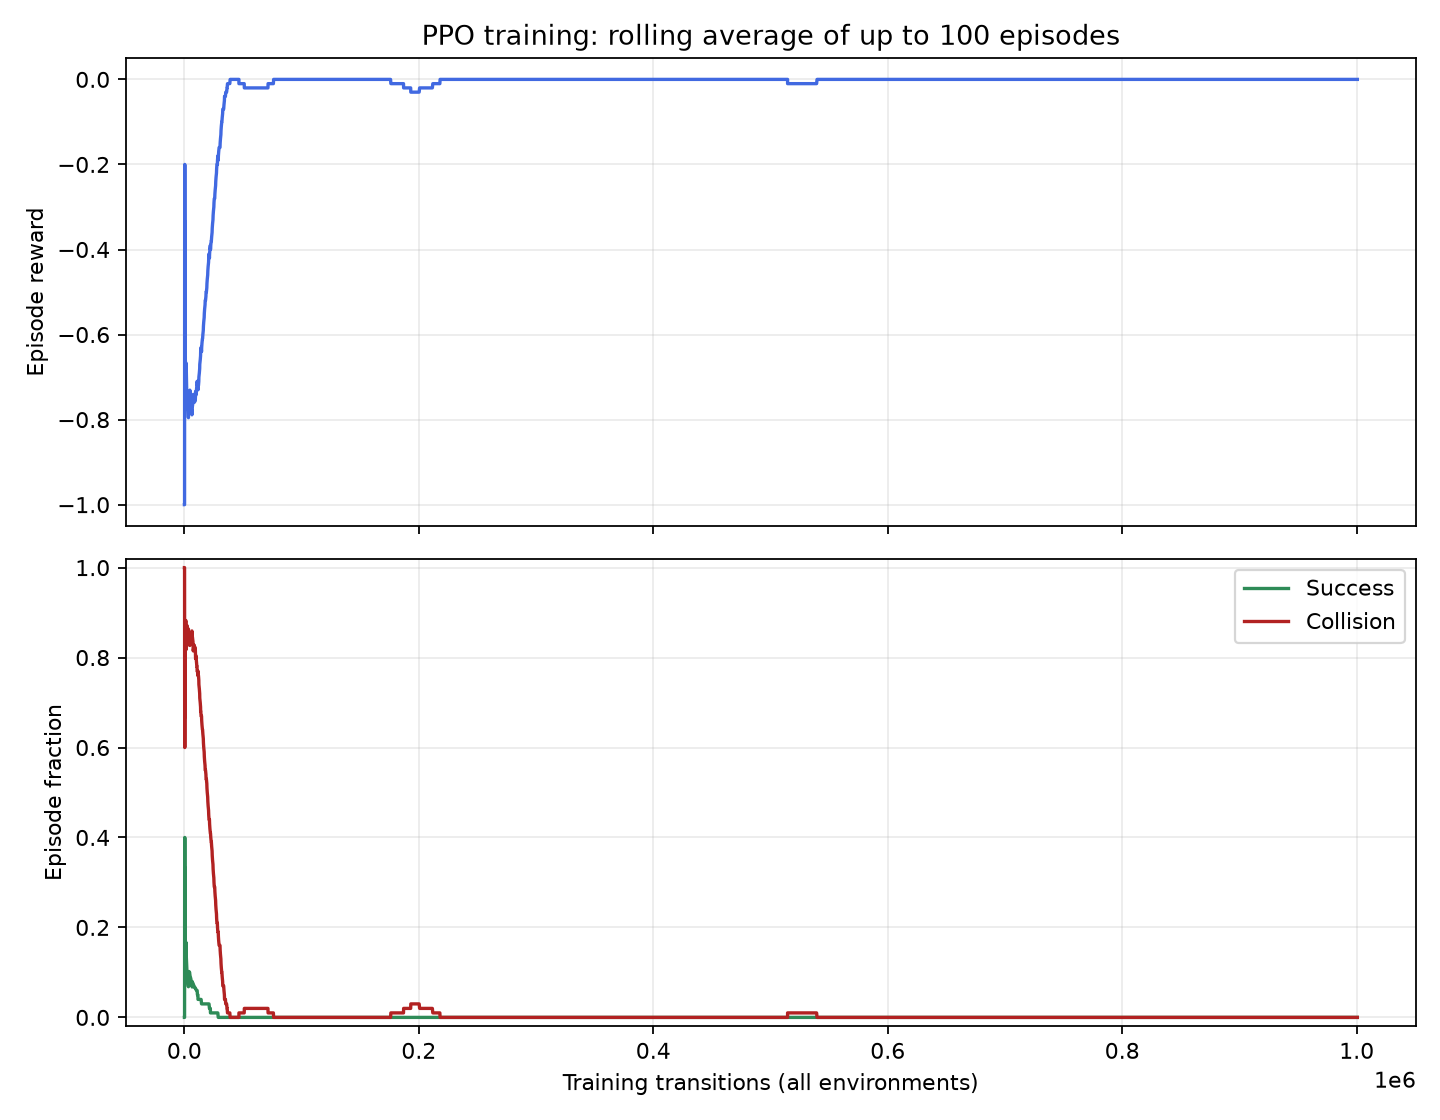 PPO training: rolling average of up to 100 episodes
0.0
−0.2
−0.4
−0.6
−0.8
−1.0
Episode reward
1.0
0.8
0.6
0.4
0.2
0.0
Episode fraction
Success
Collision
0.0 0.2 0.4 0.6 0.8 1.0
1e6
Training transitions (all environments)